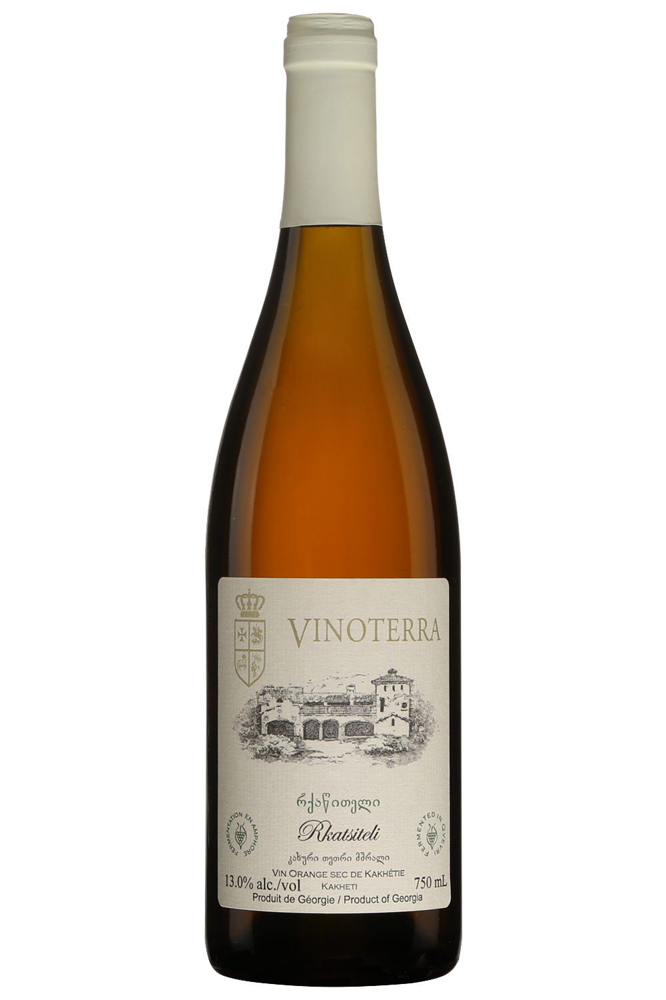 VINOTERRA
რქაწითელი
Rkatsiteli
FERMENTATION EN AMPHORE
FERMENTED IN QVEVRI
კახური თეთრი მშრალი
VIN ORANGE SEC DE KAKHÉTIE
13.0% alc./vol KAKHETI 750 mL
Produit de Géorgie / Product of Georgia